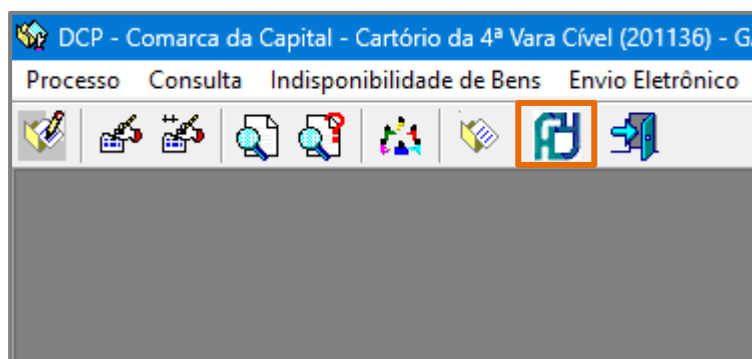 DCP - Comarca da Capital - Cartório da 4ª Vara Cível (201136) - G
Processo Consulta Indisponibilidade de Bens Envio Eletrônico